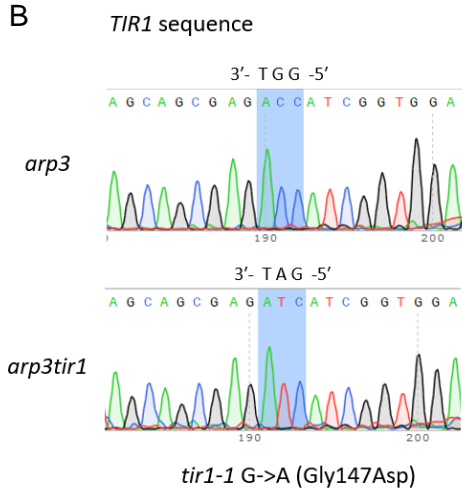 B
TIR1 sequence
3′- T G G -5′
A G C A G C G A G A C C A T C G G T G G A
arp3
190
200
3′- T A G -5′
A G C A G C G A G A T C A T C G G T G G A
arp3tir1
190
200
tir1-1 G->A (Gly147Asp)